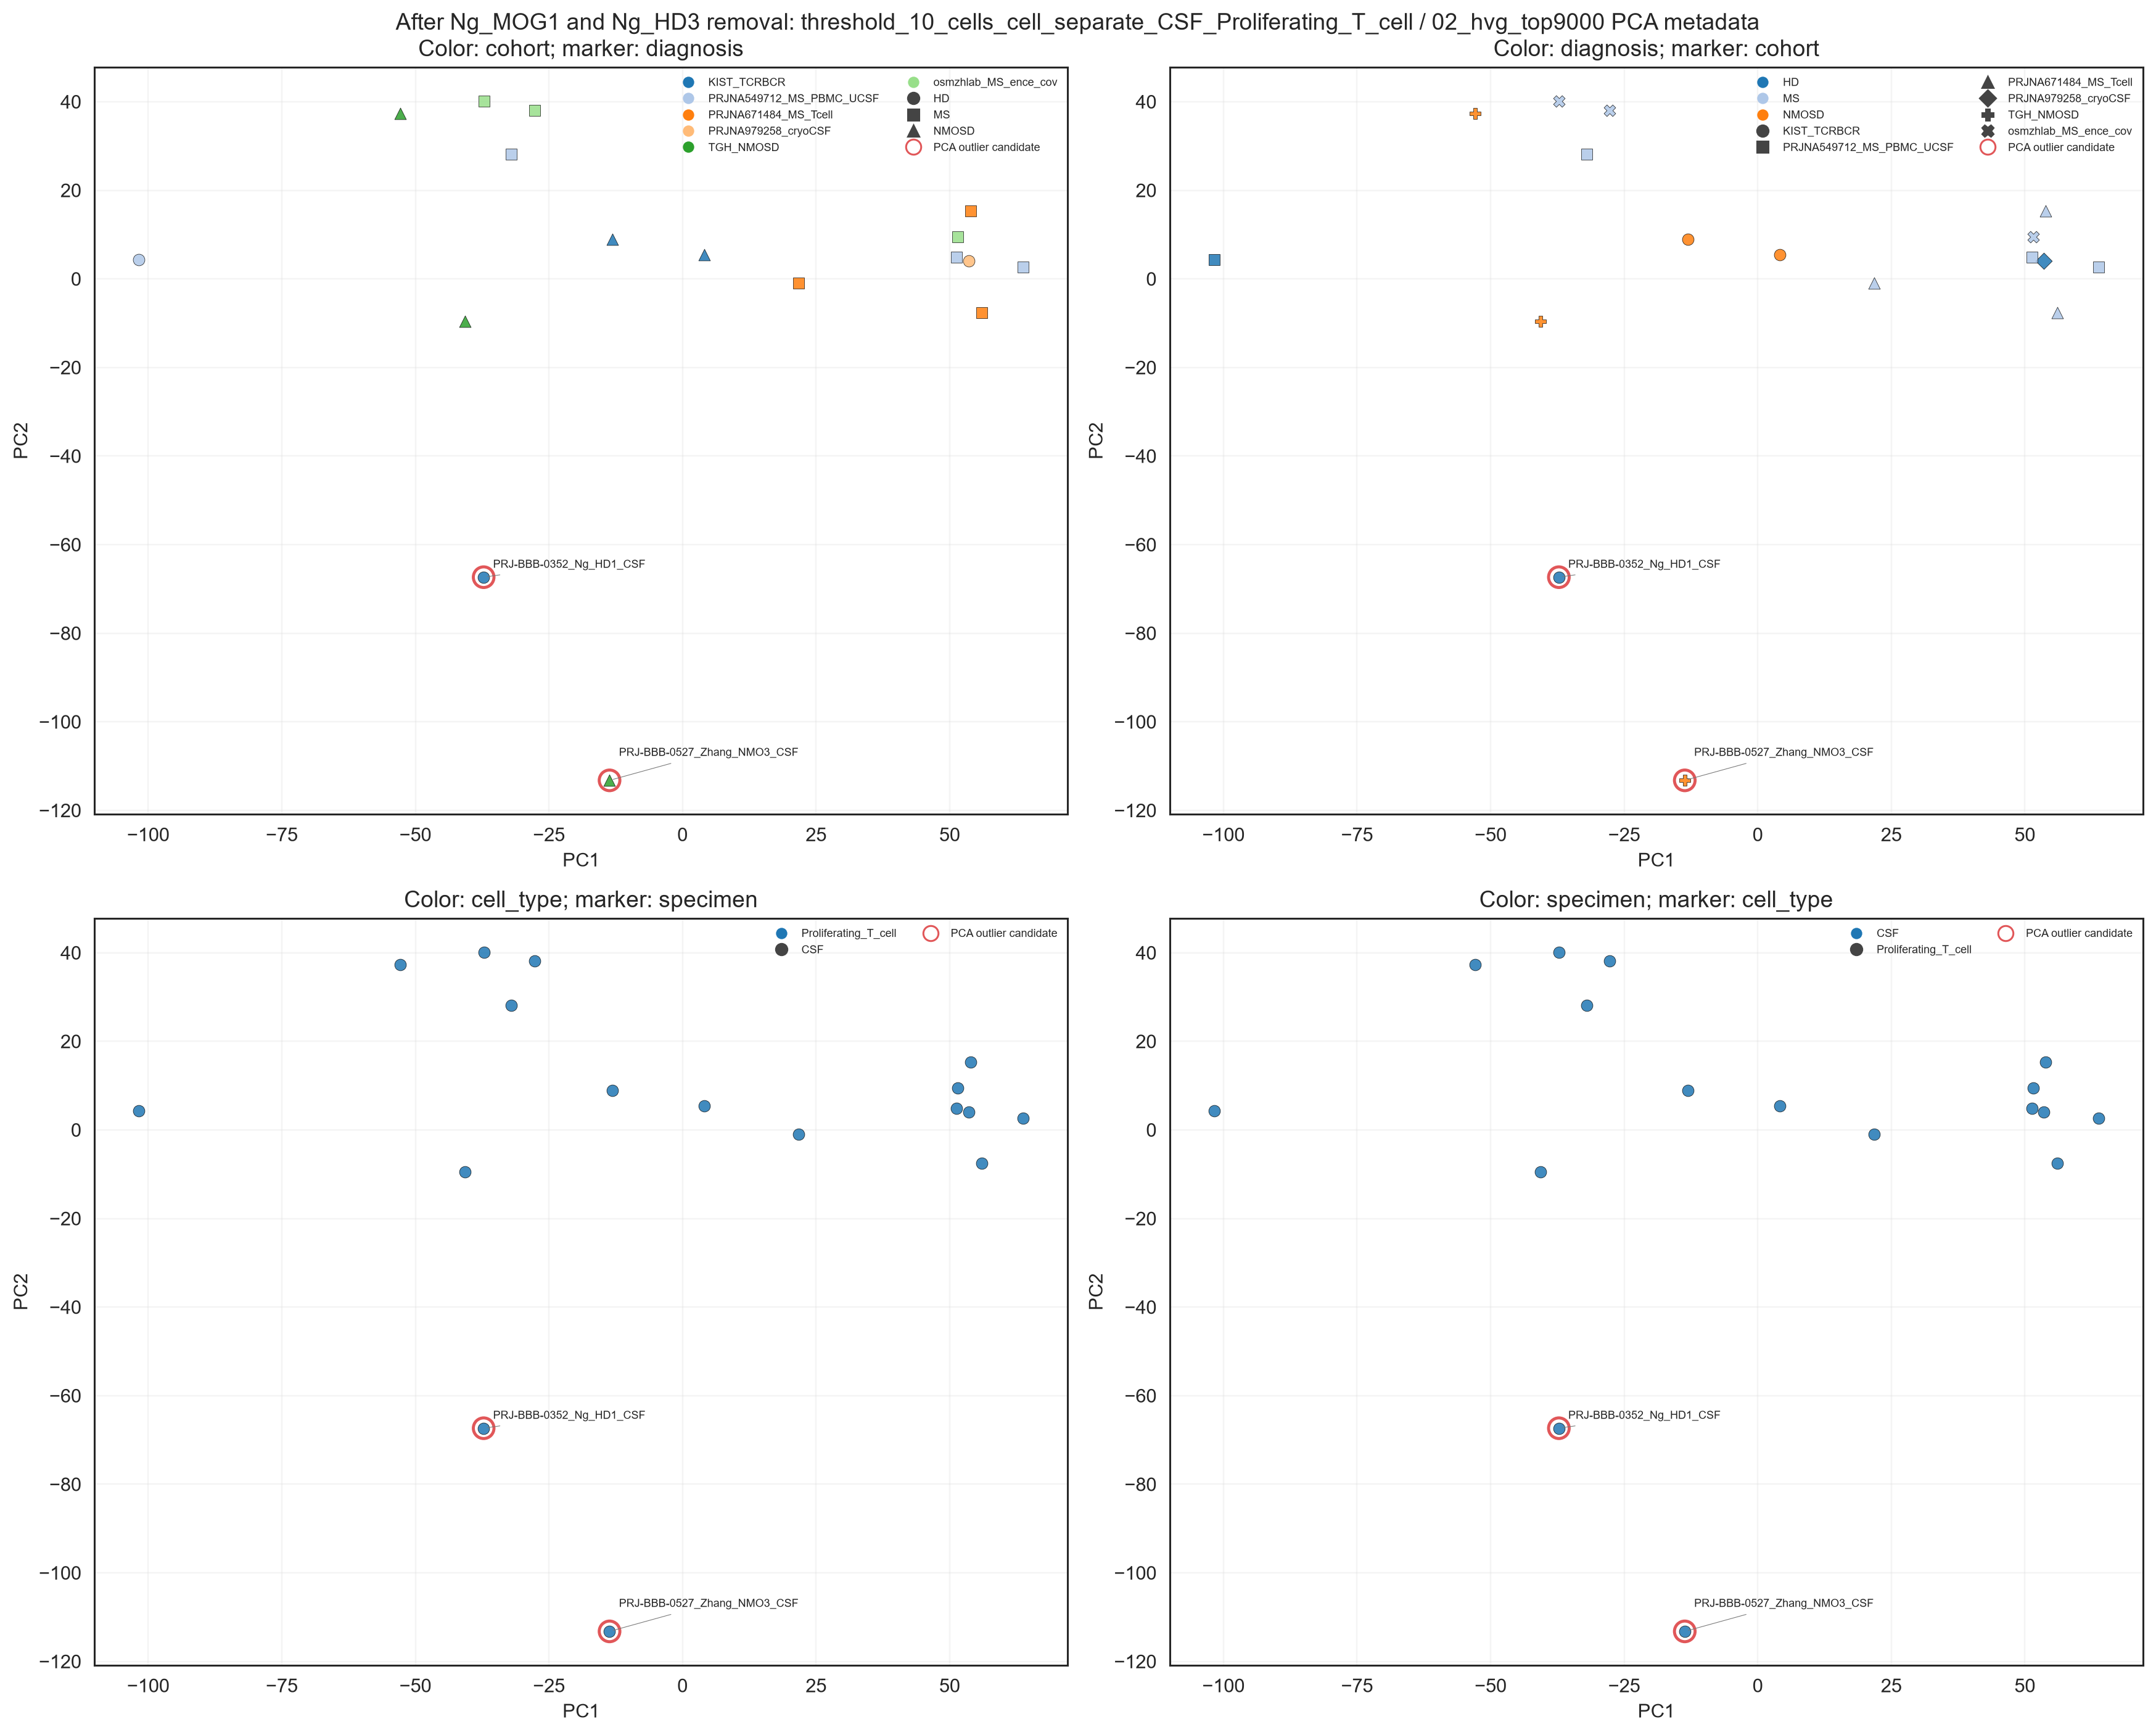 After Ng_MOG1 and Ng_HD3 removal: threshold_10_cells_cell_separate_CSF_Proliferating_T_cell / 02_hvg_top9000 PCA metadata
Color: cohort; marker: diagnosis
KIST_TCRBCR
PRJNA549712_MS_PBMC_UCSF
PRJNA671484_MS_Tcell
PRJNA979258_cryoCSF
TGH_NMOSD
osmzhlab_MS_ence_cov
HD
MS
NMOSD
PCA outlier candidate
PRJ-BBB-0352_Ng_HD1_CSF
PRJ-BBB-0527_Zhang_NMO3_CSF
PC2
40
20
0
−20
−40
−60
−80
−100
−120
−100
−75
−50
−25
0
25
50
PC1
Color: diagnosis; marker: cohort
HD
MS
NMOSD
KIST_TCRBCR
PRJNA549712_MS_PBMC_UCSF
PRJNA671484_MS_Tcell
PRJNA979258_cryoCSF
TGH_NMOSD
osmzhlab_MS_ence_cov
PCA outlier candidate
PRJ-BBB-0352_Ng_HD1_CSF
PRJ-BBB-0527_Zhang_NMO3_CSF
PC2
40
20
0
−20
−40
−60
−80
−100
−120
−100
−75
−50
−25
0
25
50
PC1
Color: cell_type; marker: specimen
Proliferating_T_cell
CSF
PCA outlier candidate
PRJ-BBB-0352_Ng_HD1_CSF
PRJ-BBB-0527_Zhang_NMO3_CSF
PC2
40
20
0
−20
−40
−60
−80
−100
−120
−100
−75
−50
−25
0
25
50
PC1
Color: specimen; marker: cell_type
CSF
Proliferating_T_cell
PCA outlier candidate
PRJ-BBB-0352_Ng_HD1_CSF
PRJ-BBB-0527_Zhang_NMO3_CSF
PC2
40
20
0
−20
−40
−60
−80
−100
−120
−100
−75
−50
−25
0
25
50
PC1